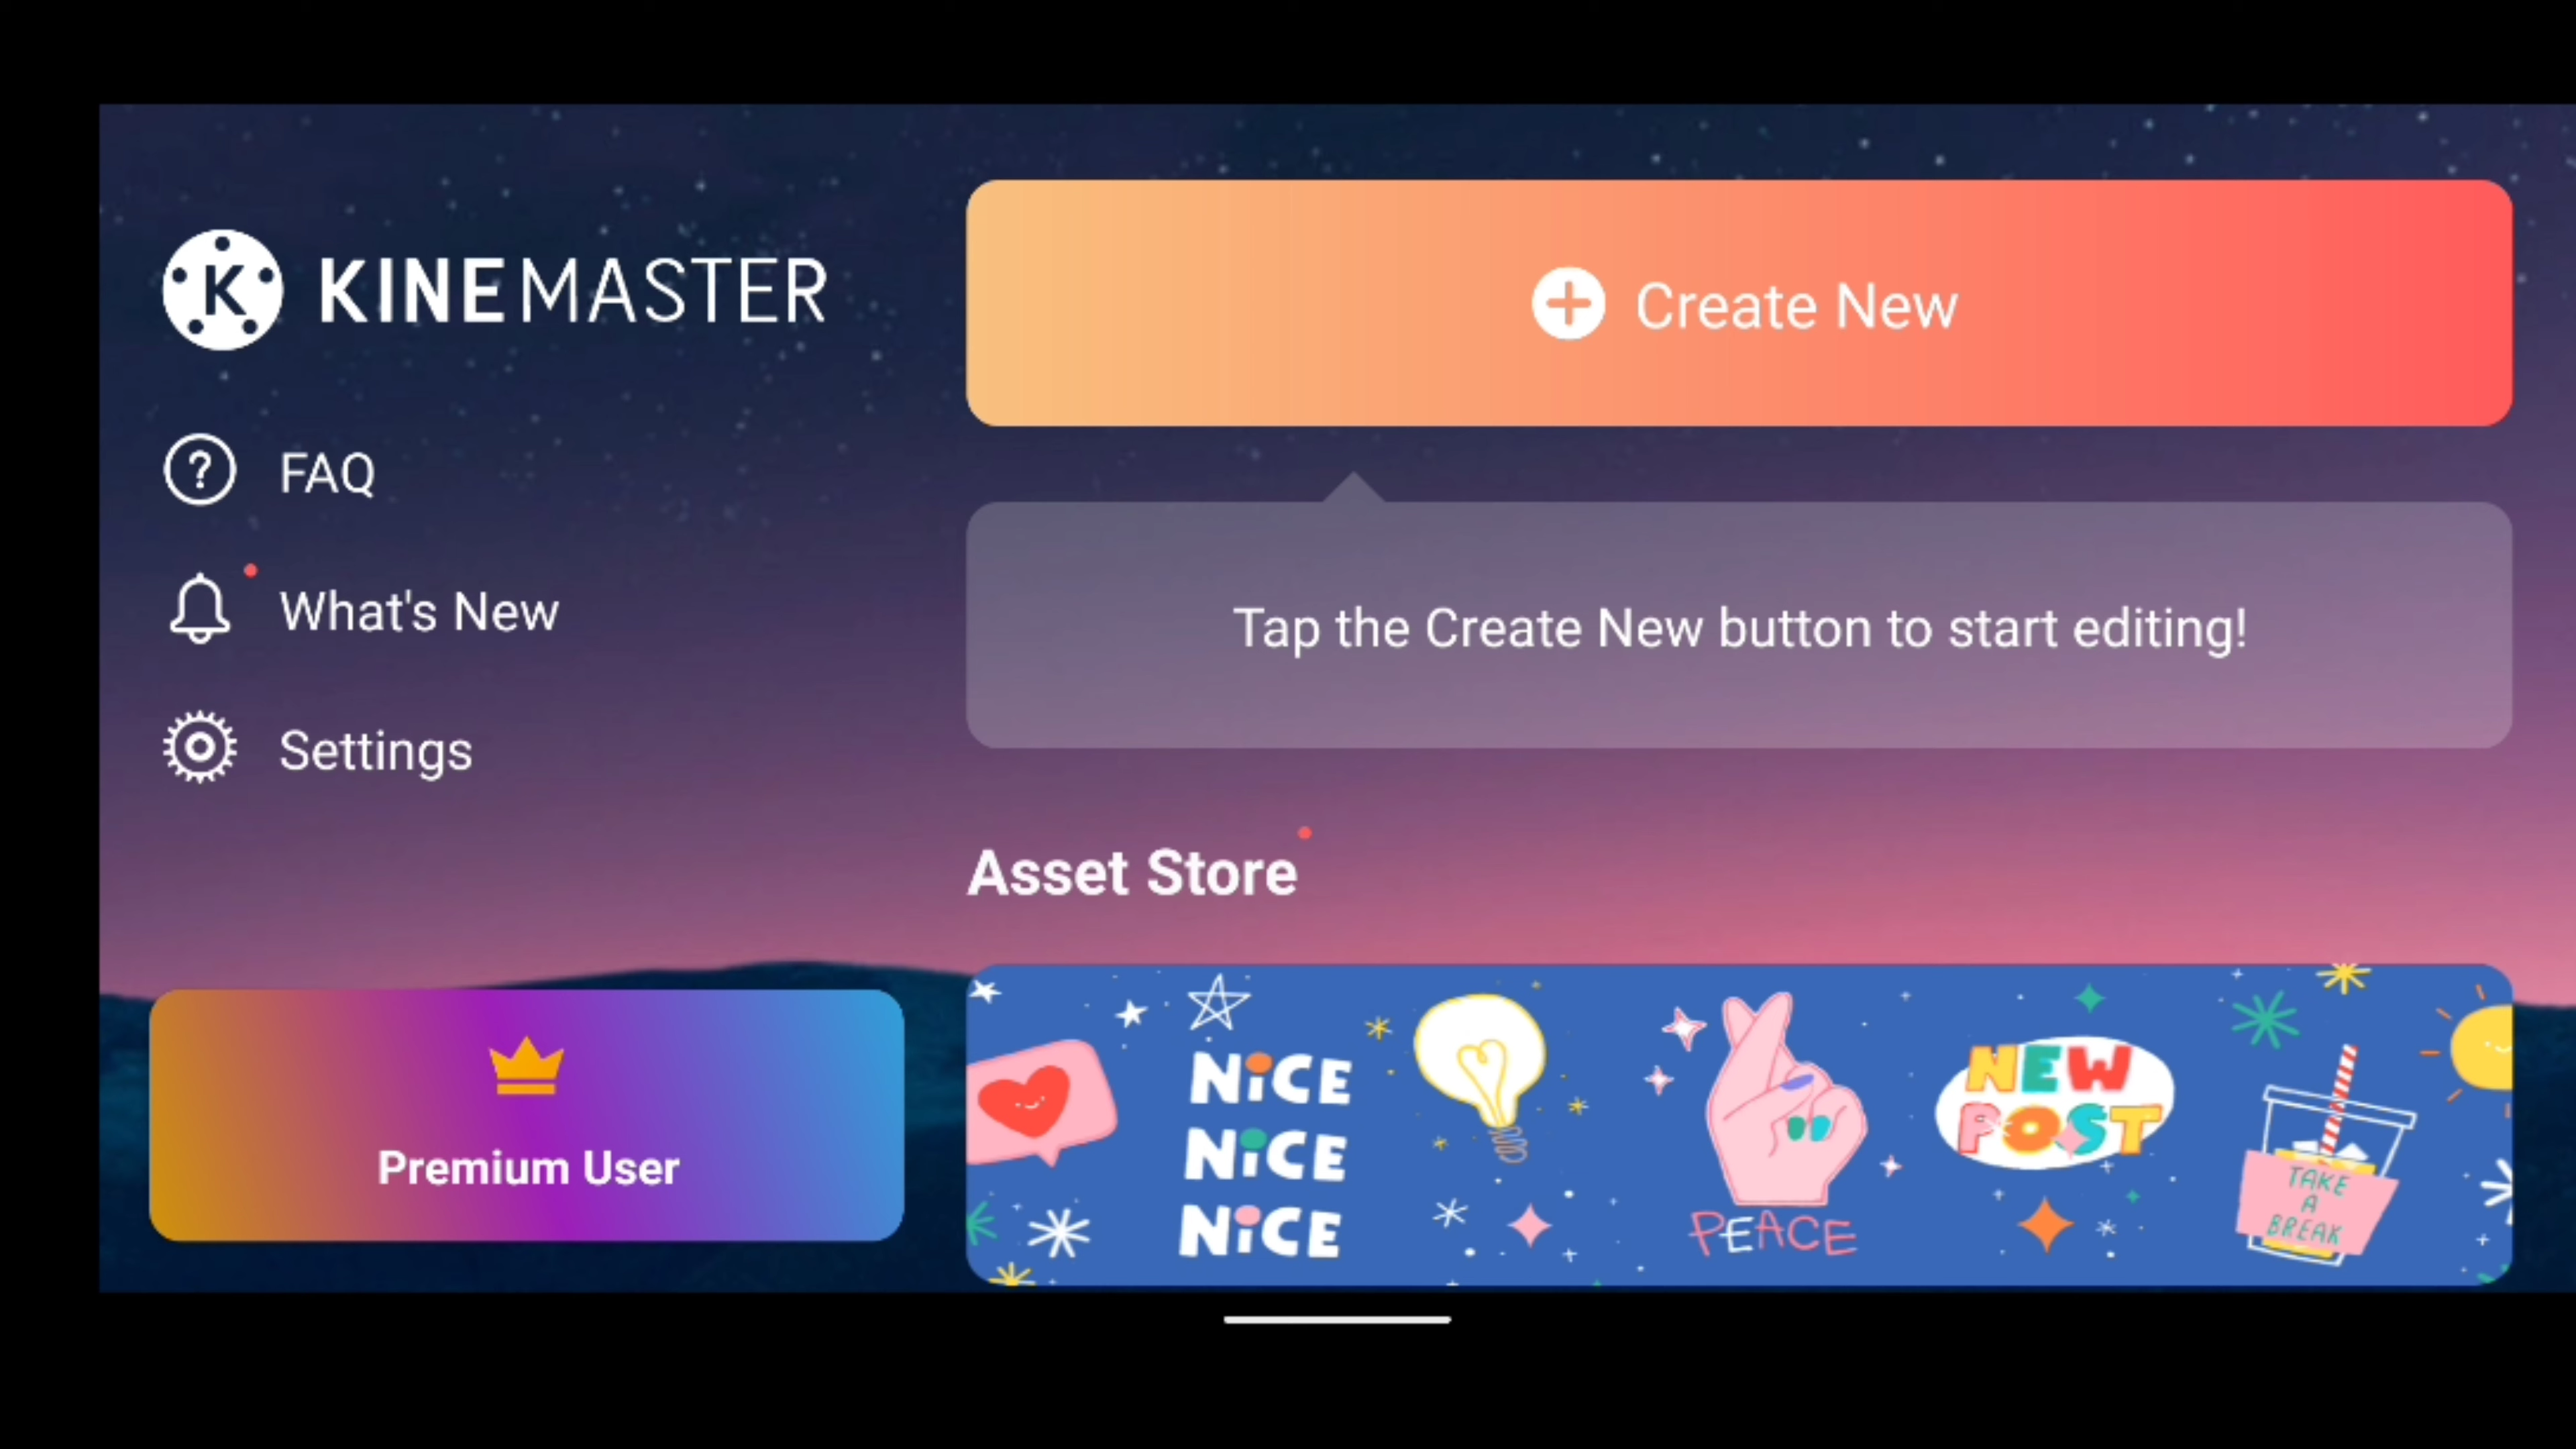 K KINEMASTER
FAQ
What's New
Settings
Premium User
Create New
Tap the Create New button to start editing!
Asset Store
NiCE
NiCE
NiCE
PEACE
NEW
POST
TAKE
A
BREAK